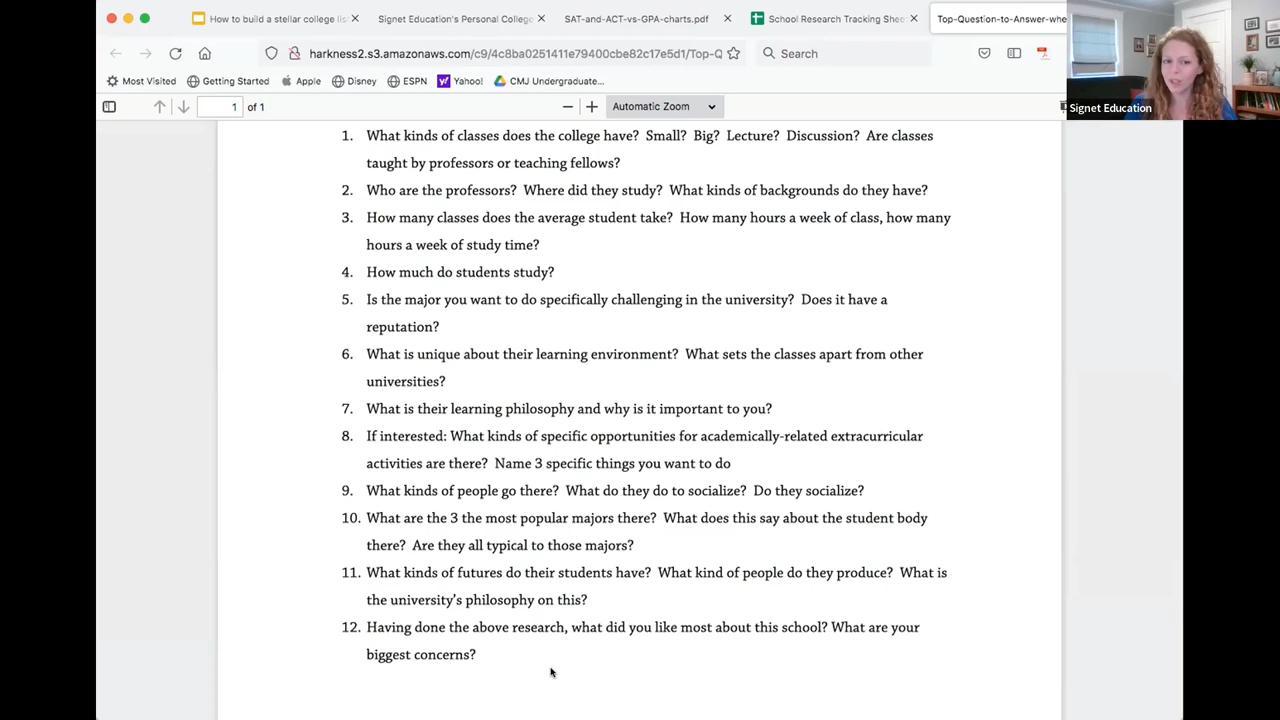 How to build a stellar college lis
Signet Education's Personal College
SAT-and-ACT-vs-GPA-charts.pdf
School Research Tracking Shee
Top-Question-to-Answer-whe
harkness2.s3.amazonaws.com/c9/4c8ba0251411e79400cbe82c17e5d1/Top-Q
Search
Most Visited
Getting Started
Apple
Disney
ESPN
Yahoo!
CMJ Undergraduate...
1 of 1
Automatic Zoom
Signet Education
1. What kinds of classes does the college have? Small? Big? Lecture? Discussion? Are classes
taught by professors or teaching fellows?
2. Who are the professors? Where did they study? What kinds of backgrounds do they have?
3. How many classes does the average student take? How many hours a week of class, how many
hours a week of study time?
4. How much do students study?
5. Is the major you want to do specifically challenging in the university? Does it have a
reputation?
6. What is unique about their learning environment? What sets the classes apart from other
universities?
7. What is their learning philosophy and why is it important to you?
8. If interested: What kinds of specific opportunities for academically-related extracurricular
activities are there? Name 3 specific things you want to do
9. What kinds of people go there? What do they do to socialize? Do they socialize?
10. What are the 3 the most popular majors there? What does this say about the student body
there? Are they all typical to those majors?
11. What kinds of futures do their students have? What kind of people do they produce? What is
the university's philosophy on this?
12. Having done the above research, what did you like most about this school? What are your
biggest concerns?